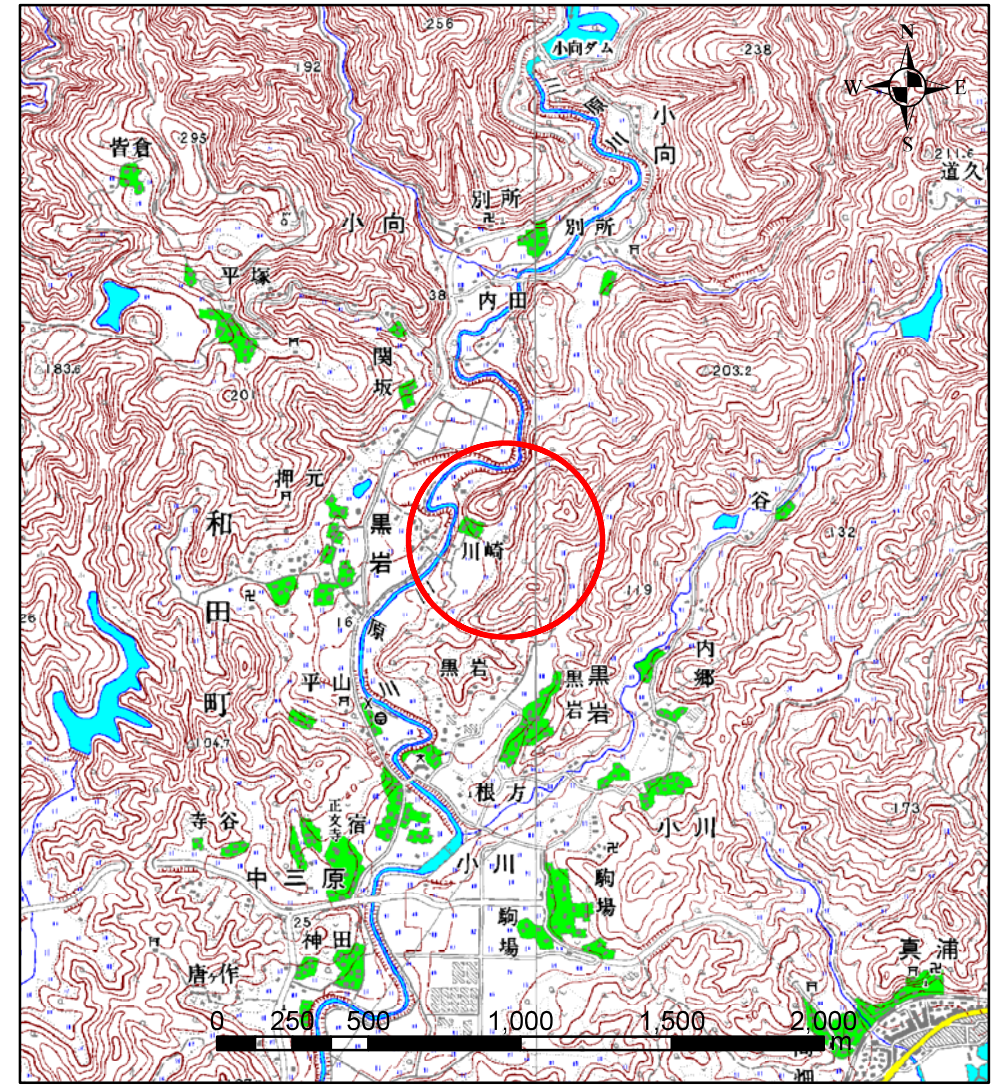 256
小向ダム
238
N
W
E
S
192
川原川
小向
295
皆倉
211.6
道久
別所
小向
別所
平塚
38
内田
関坂
183.6
201
203.2
押元
和田町
黒岩
谷
132
川崎
119
16
原川
黒岩
内郷
平山
黒岩
黒岩
104.7
根方
173
寺谷
正文寺
宿
小川
中三原
小川
駒場
駒場
25
神田
真浦
唐ヶ作
0
250
500
1,000
1,500
2,000
m